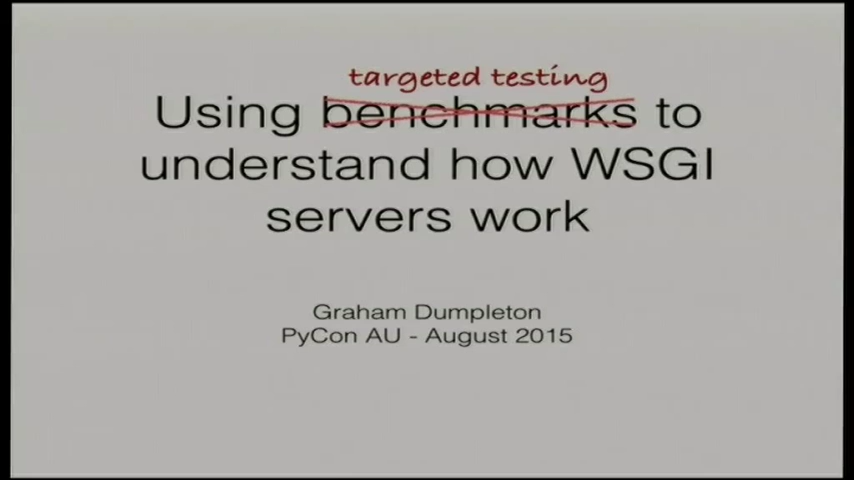 targeted testing
Using benchmarks to
understand how WSGI
servers work
Graham Dumpleton
PyCon AU - August 2015